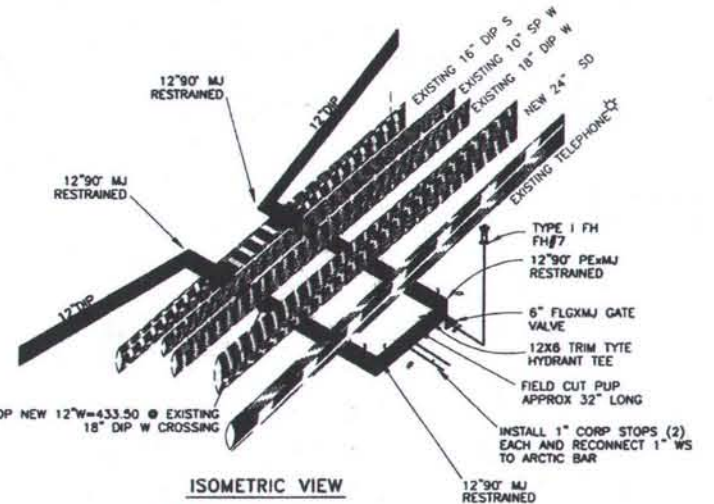 EXISTING 16" DIP S
EXISTING 10" SP W
EXISTING 18" DIP W
NEW 24" SD
EXISTING TELEPHONE
12"90° MJ
RESTRAINED
12"DIP
12"90° MJ
RESTRAINED
12"DIP
TYPE I FH
FH#7
12"90° PExMJ
RESTRAINED
6" FLGXMJ GATE
VALVE
12X6 TRIM TYTE
HYDRANT TEE
FIELD CUT PUP
APPROX 32" LONG
OP NEW 12"W=433.50 @ EXISTING
18" DIP W CROSSING
INSTALL 1" CORP STOPS (2)
EACH AND RECONNECT 1" WS
TO ARCTIC BAR
12"90° MJ
RESTRAINED
ISOMETRIC VIEW